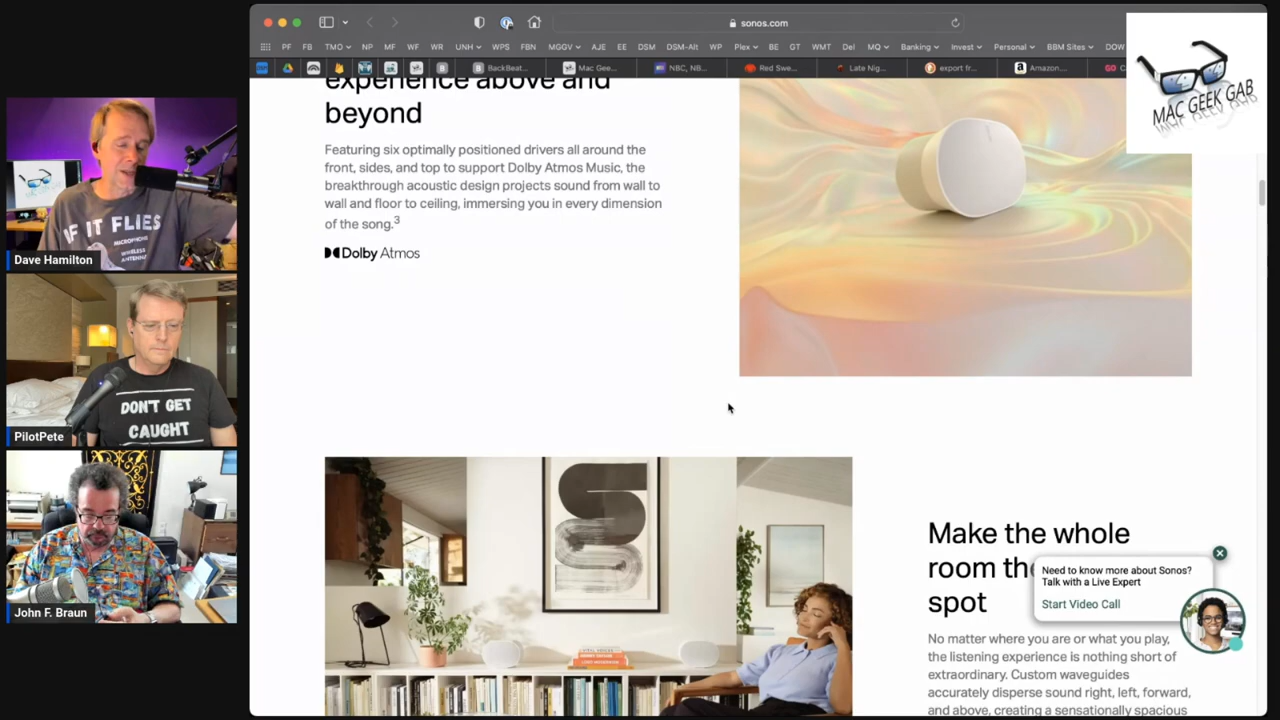 sonos.com
PF FB TMO NP MF WF WR UNH WPS FBN MGGV AJE EE DSM DSM-Alt WP Plex BE GT WMT Del MQ Banking Invest Personal BBM Sites DOW
BackBeat... Mac Gee... NBC, NB... Red Swe... Late Nig... export fr... Amazon.... C
MAC GEEK GAB
experience above and
beyond
Featuring six optimally positioned drivers all around the
front, sides, and top to support Dolby Atmos Music, the
breakthrough acoustic design projects sound from wall to
wall and floor to ceiling, immersing you in every dimension
of the song.3
Dolby Atmos
IF IT FLIES
MICROPHONE
WIRELESS
ANTENNA
Dave Hamilton
DON'T GET
CAUGHT
PilotPete
John F. Braun
Make the whole
room the
spot
Need to know more about Sonos?
Talk with a Live Expert
Start Video Call
No matter where you are or what you play,
the listening experience is nothing short of
extraordinary. Custom waveguides
accurately disperse sound right, left, forward,
and above, creating a sensationally spacious